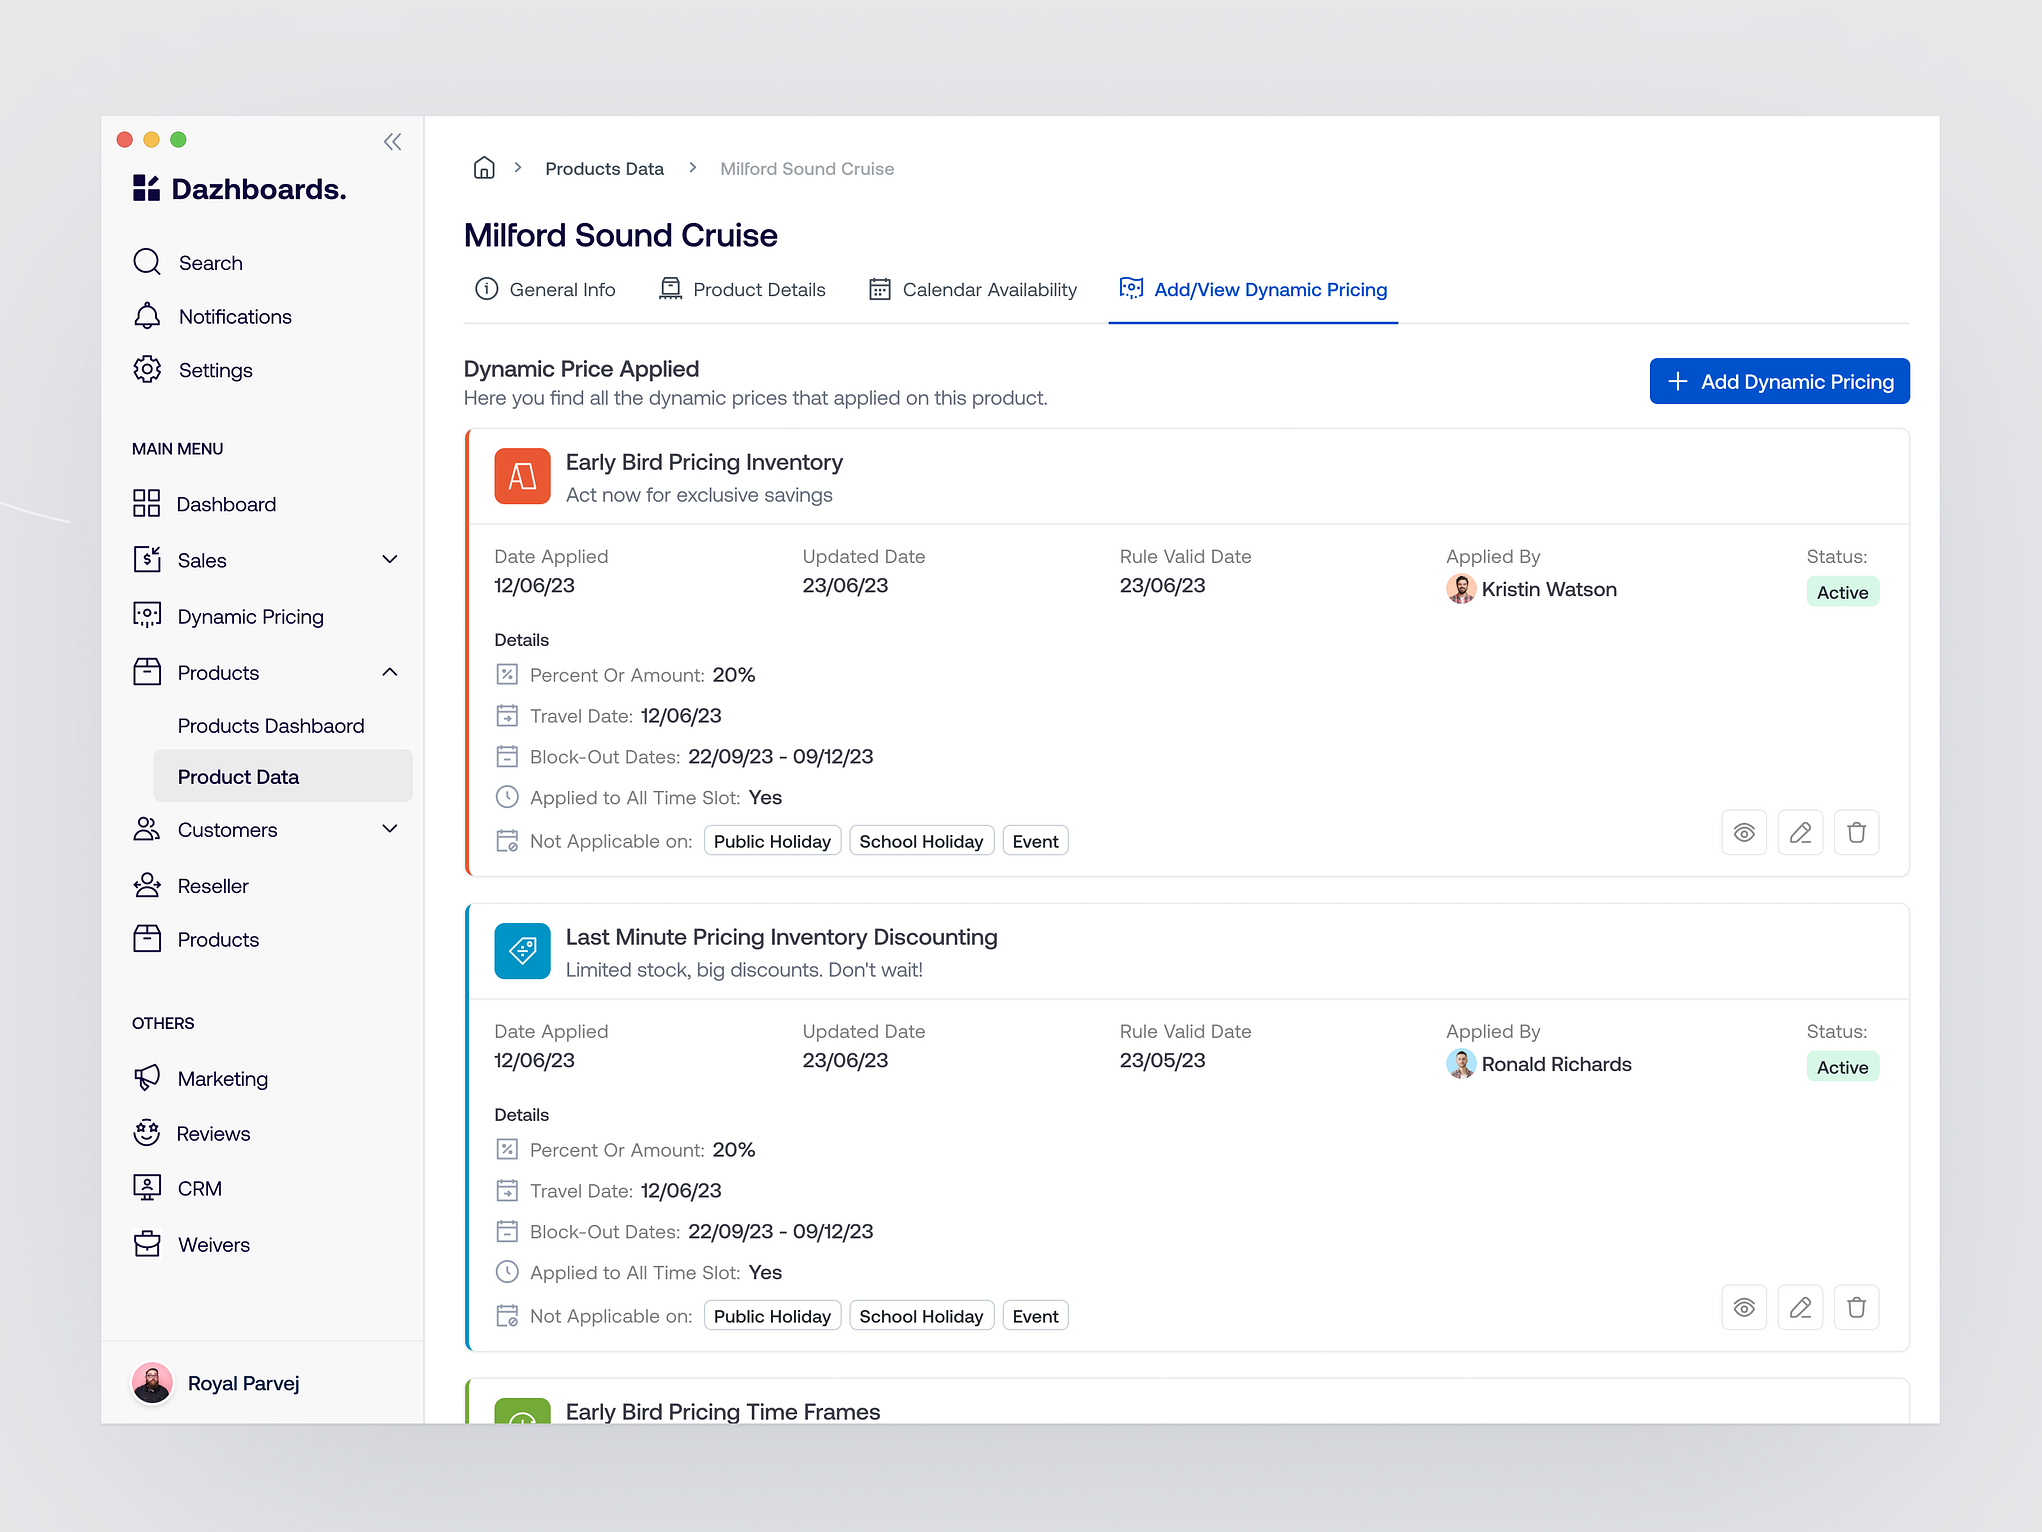 Dazhboards.
Search
Notifications
Settings
MAIN MENU
Dashboard
Sales
Dynamic Pricing
Products
Products Dashbaord
Product Data
Customers
Reseller
Products
OTHERS
Marketing
Reviews
CRM
Weivers
Royal Parvej
Products Data Milford Sound Cruise
Milford Sound Cruise
General Info Product Details Calendar Availability Add/View Dynamic Pricing
Dynamic Price Applied
Here you find all the dynamic prices that applied on this product.
Add Dynamic Pricing
Early Bird Pricing Inventory
Act now for exclusive savings
Date Applied Updated Date Rule Valid Date Applied By Status:
12/06/23 23/06/23 23/06/23 Kristin Watson Active
Details
Percent Or Amount: 20%
Travel Date: 12/06/23
Block-Out Dates: 22/09/23 - 09/12/23
Applied to All Time Slot: Yes
Not Applicable on: Public Holiday School Holiday Event
Last Minute Pricing Inventory Discounting
Limited stock, big discounts. Don't wait!
Date Applied Updated Date Rule Valid Date Applied By Status:
12/06/23 23/06/23 23/05/23 Ronald Richards Active
Details
Percent Or Amount: 20%
Travel Date: 12/06/23
Block-Out Dates: 22/09/23 - 09/12/23
Applied to All Time Slot: Yes
Not Applicable on: Public Holiday School Holiday Event
Early Bird Pricing Time Frames